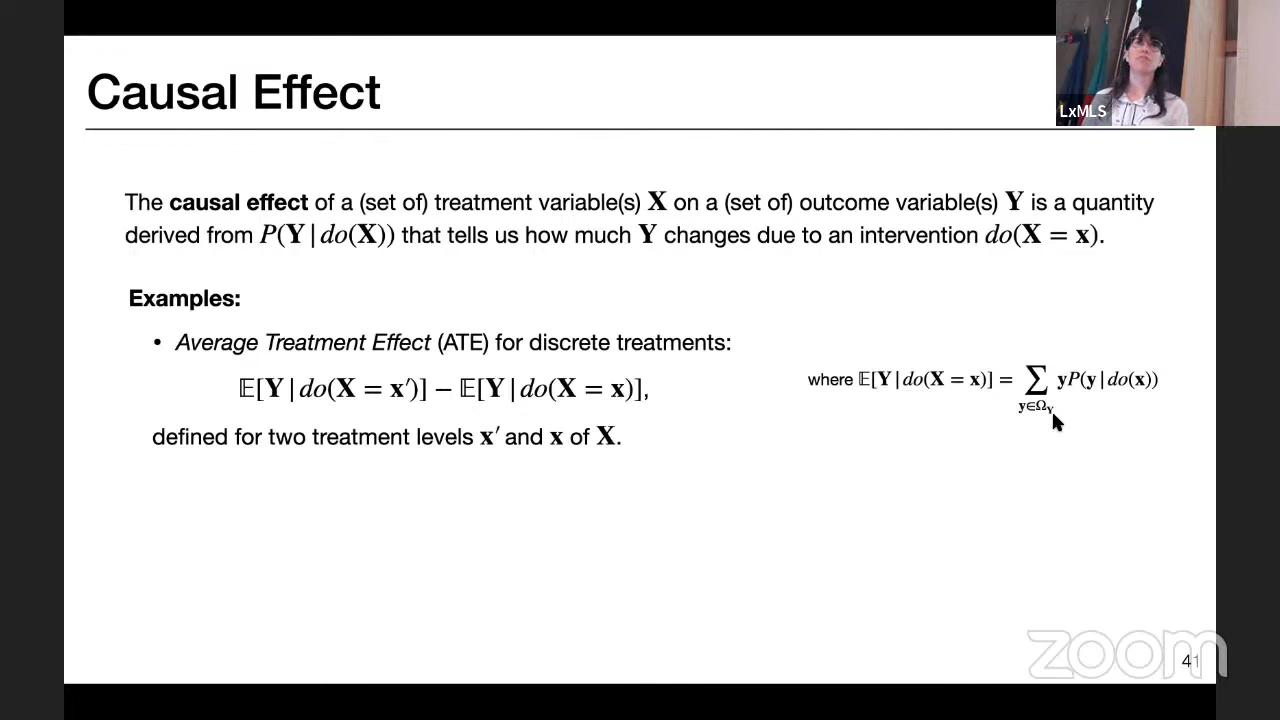 Causal Effect
LxMLS
The causal effect of a (set of) treatment variable(s) X on a (set of) outcome variable(s) Y is a quantity
derived from P(Y | do(X)) that tells us how much Y changes due to an intervention do(X = x).
Examples:
• Average Treatment Effect (ATE) for discrete treatments:
𝔼[Y | do(X = x′)] − 𝔼[Y | do(X = x)],
where 𝔼[Y | do(X = x)] = ∑ yP(y | do(x))
y∈Ω_Y
defined for two treatment levels x′ and x of X.
zoom
41